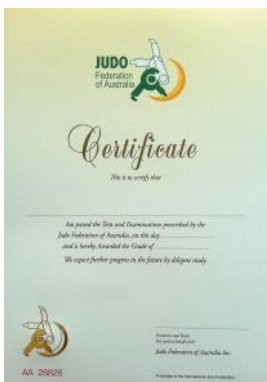 JUDO
Federation
of Australia
Certificate
This is to certify that
has passed the Tests and Examinations prescribed by the
Judo Federation of Australia, on this day
and is hereby Awarded the Grade of
We expect further progress in the future by diligent study.
Judo Federation of Australia Inc.
AA 28828